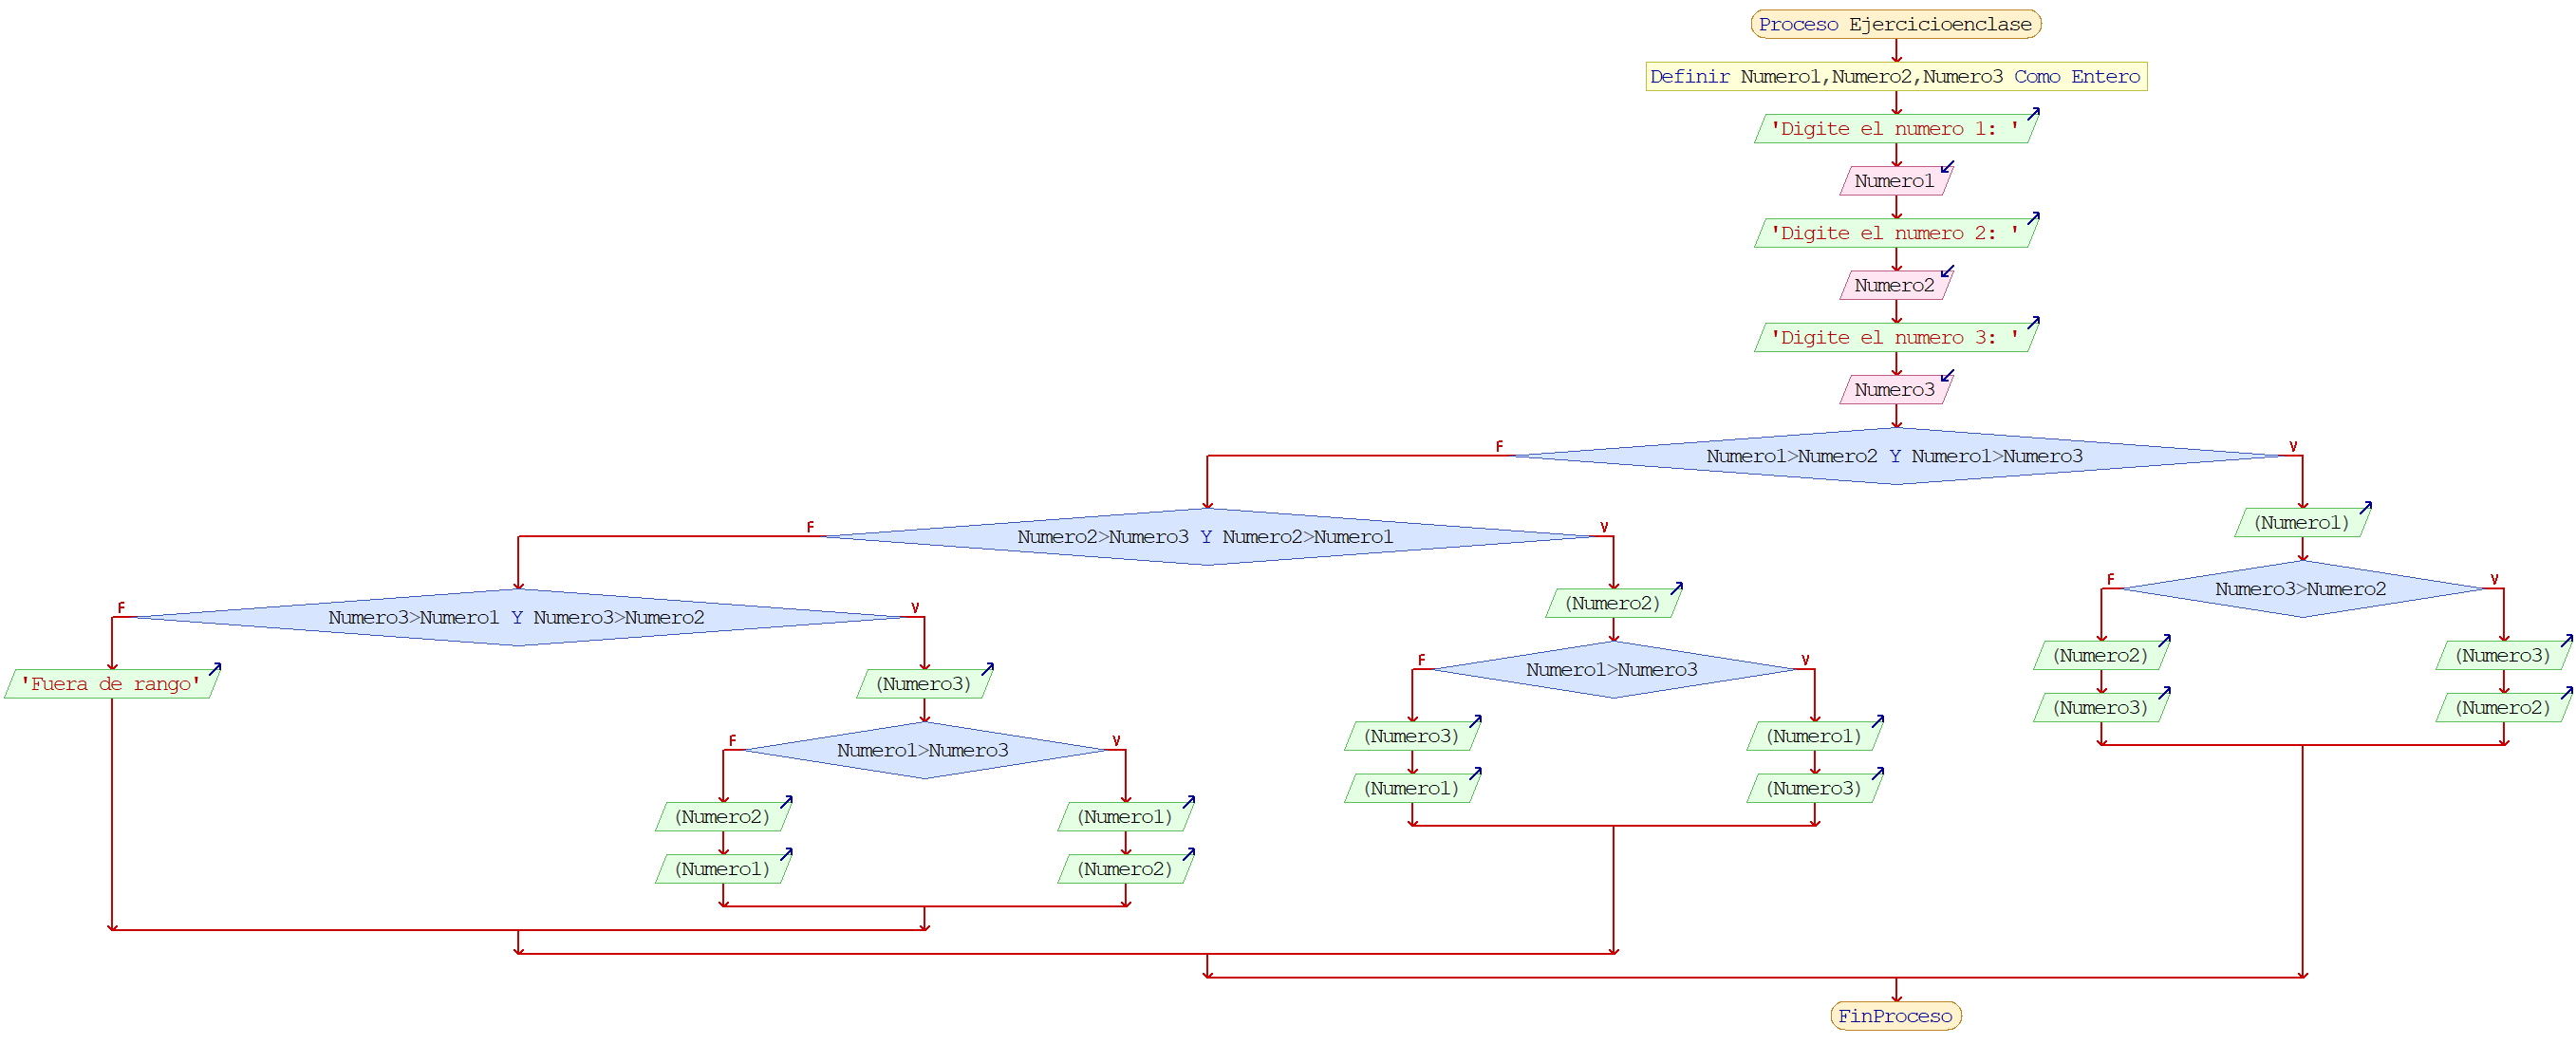 Proceso Ejercicioenclase
Definir Numero1,Numero2,Numero3 Como Entero
'Digite el numero 1: '
Numero1
'Digite el numero 2: '
Numero2
'Digite el numero 3: '
Numero3
F
V
Numero1>Numero2 Y Numero1>Numero3
(Numero1)
F
V
Numero2>Numero3 Y Numero2>Numero1
F
V
Numero3>Numero2
(Numero2)
F
V
Numero3>Numero1 Y Numero3>Numero2
(Numero2)
(Numero3)
F
V
Numero1>Numero3
'Fuera de rango'
(Numero3)
(Numero3)
(Numero2)
(Numero3)
(Numero1)
F
V
Numero1>Numero3
(Numero1)
(Numero3)
(Numero2)
(Numero1)
(Numero1)
(Numero2)
FinProceso